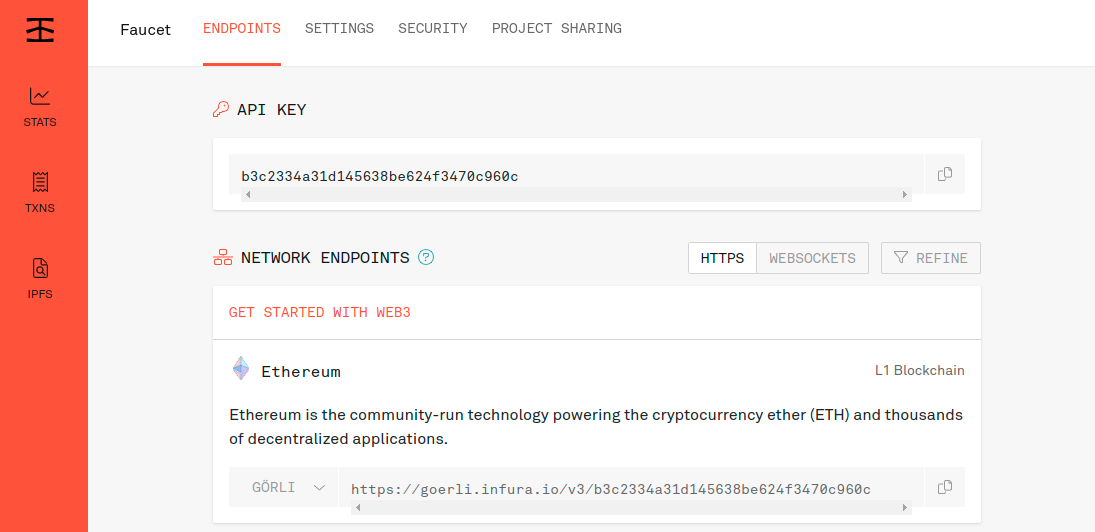 Faucet
ENDPOINTS
SETTINGS
SECURITY
PROJECT SHARING
STATS
TXNS
IPFS
API KEY
b3c2334a31d145638be624f3470c960c
NETWORK ENDPOINTS ?
HTTPS
WEBSOCKETS
REFINE
GET STARTED WITH WEB3
Ethereum
L1 Blockchain
Ethereum is the community-run technology powering the cryptocurrency ether (ETH) and thousands
of decentralized applications.
GÖRLI
https://goerli.infura.io/v3/b3c2334a31d145638be624f3470c960c